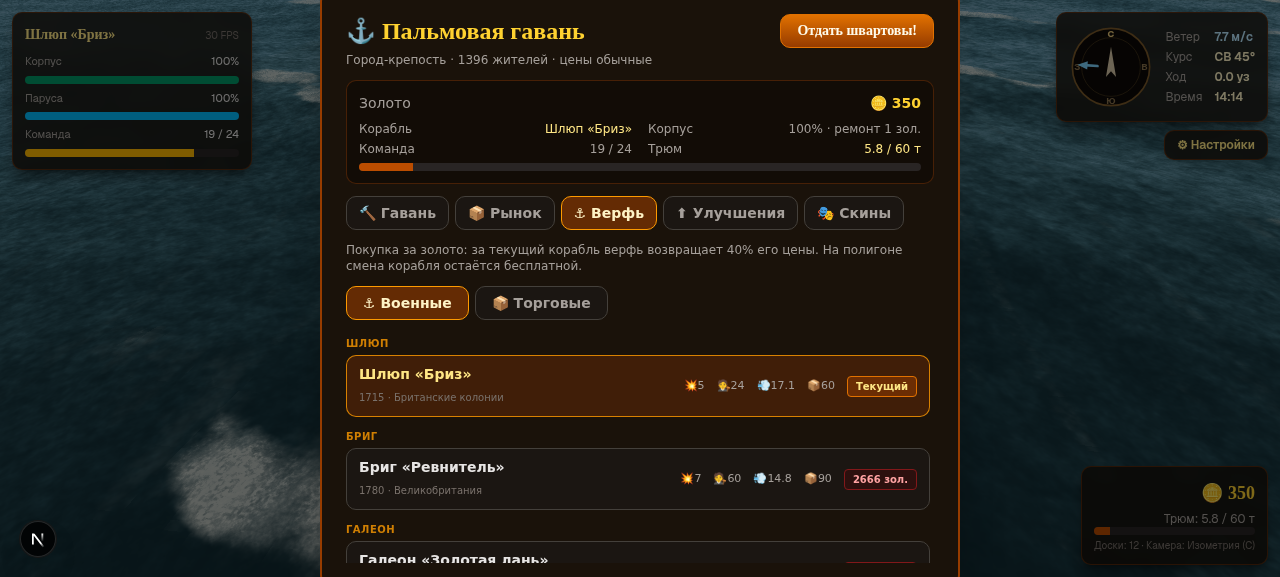 Шлюп «Бриз» 30 FPS
Корпус 100%
Паруса 100%
Команда 19 / 24
⚓ Пальмовая гавань
Отдать швартовы!
Город-крепость · 1396 жителей · цены обычные
Золото 🪙 350
Корабль Шлюп «Бриз» Корпус 100% · ремонт 1 зол.
Команда 19 / 24 Трюм 5.8 / 60 т
🔨 Гавань 📦 Рынок ⚓ Верфь ⬆ Улучшения 🎭 Скины
Покупка за золото: за текущий корабль верфь возвращает 40% его цены. На полигоне
смена корабля остаётся бесплатной.
⚓ Военные 📦 Торговые
ШЛЮП
Шлюп «Бриз»
1715 · Британские колонии
💥5 24 💨17.1 📦60 Текущий
БРИГ
Бриг «Ревнитель»
1780 · Великобритания
💥7 60 💨14.8 📦90 2666 зол.
ГАЛЕОН
Галеон «Золотая лань»
С
З В
Ю
Ветер 7.7 м/с
Курс СВ 45°
Ход 0.0 уз
Время 14:14
⚙ Настройки
🪙 350
Трюм: 5.8 / 60 т
Доски: 12 · Камера: Изометрия (C)
N